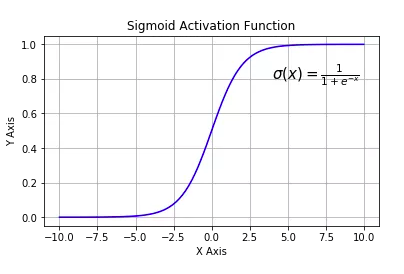 Sigmoid Activation Function
1.0
σ(x) = 1/(1 + e^{-x})
0.8
0.6
0.4
0.2
0.0
Y Axis
−10.0 −7.5 −5.0 −2.5 0.0 2.5 5.0 7.5 10.0
X Axis